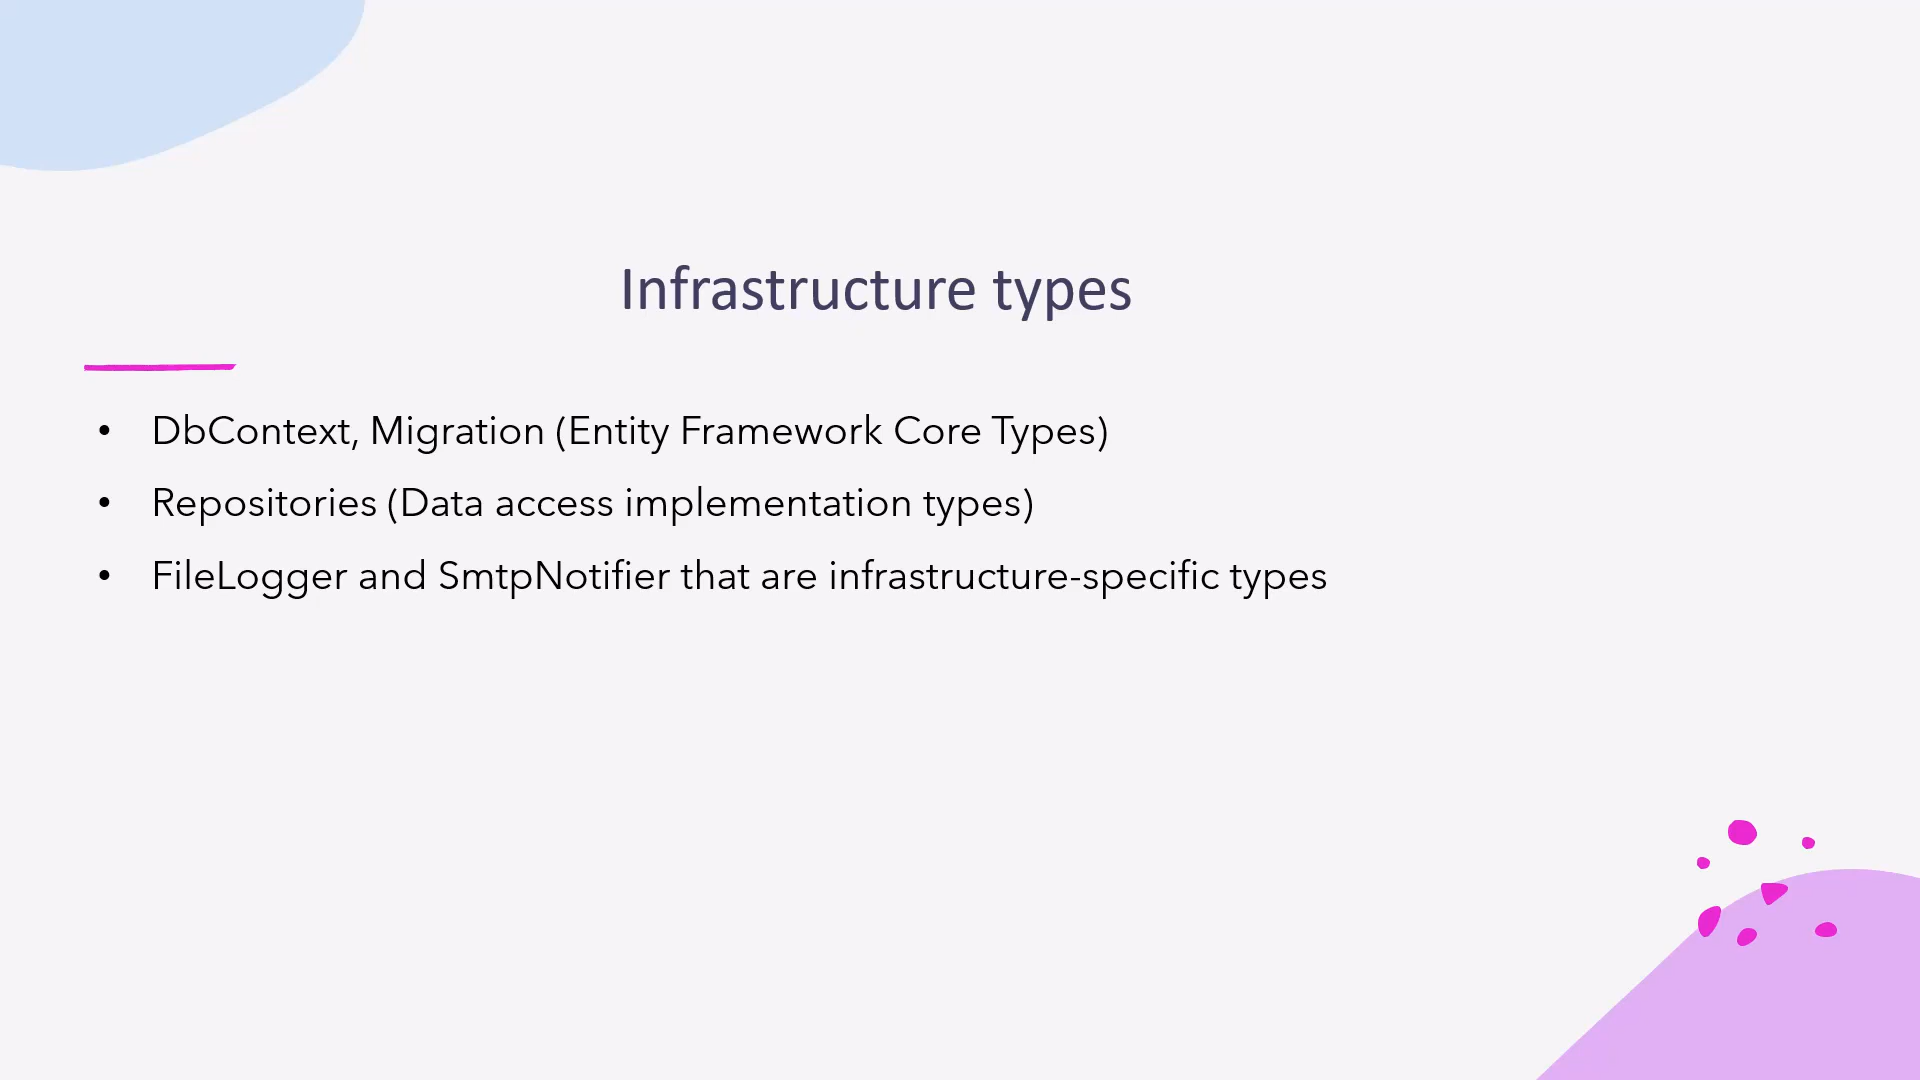 Infrastructure types
• DbContext, Migration (Entity Framework Core Types)
• Repositories (Data access implementation types)
• FileLogger and SmtpNotifier that are infrastructure-specific types